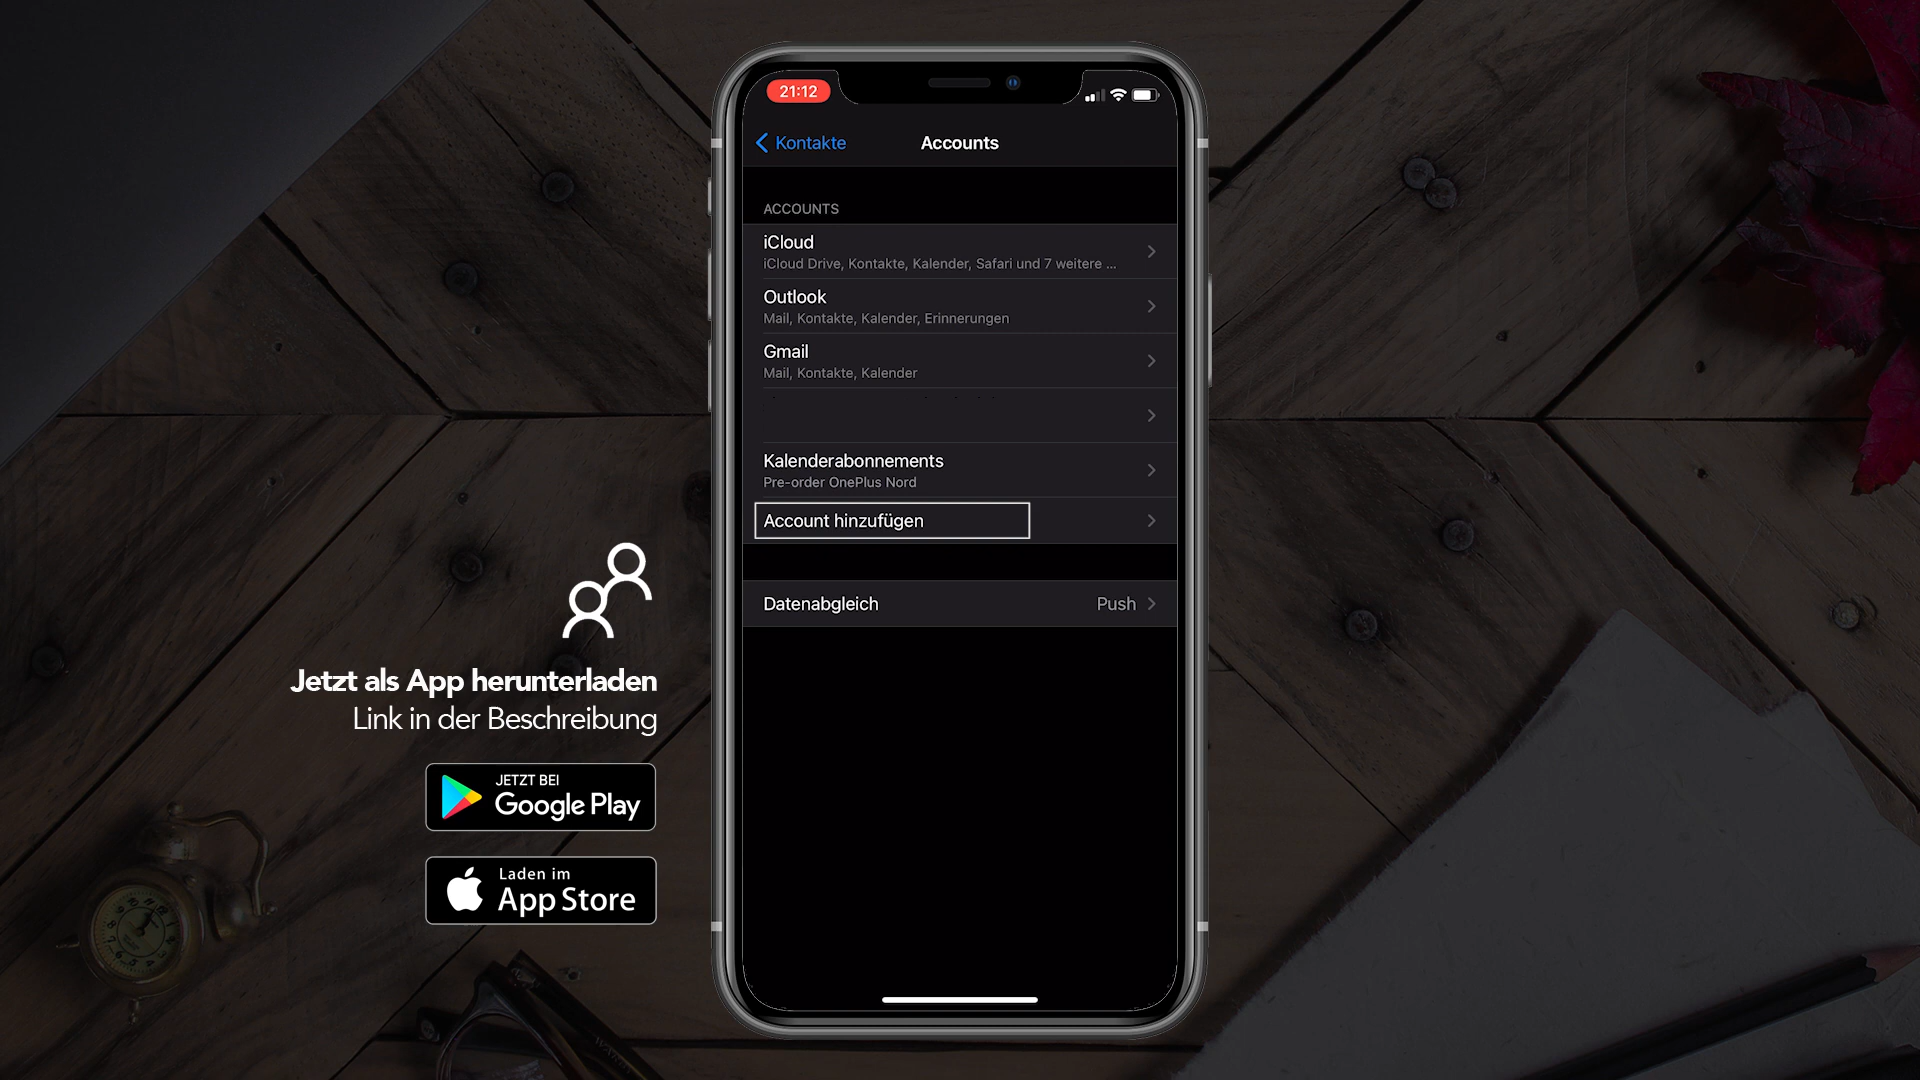 21:12
Kontakte
Accounts
ACCOUNTS
iCloud
iCloud Drive, Kontakte, Kalender, Safari und 7 weitere ...
Outlook
Mail, Kontakte, Kalender, Erinnerungen
Gmail
Mail, Kontakte, Kalender
Kalenderabonnements
Pre-order OnePlus Nord
Account hinzufügen
Datenabgleich
Push
Jetzt als App herunterladen
Link in der Beschreibung
JETZT BEI
Google Play
Laden im
App Store